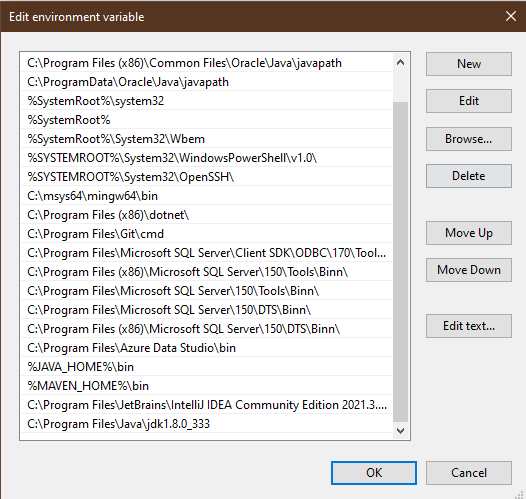 Edit environment variable
C:\Program Files (x86)\Common Files\Oracle\Java\javapath
C:\ProgramData\Oracle\Java\javapath
%SystemRoot%\system32
%SystemRoot%
%SystemRoot%\System32\Wbem
%SYSTEMROOT%\System32\WindowsPowerShell\v1.0\
%SYSTEMROOT%\System32\OpenSSH\
C:\msys64\mingw64\bin
C:\Program Files (x86)\dotnet\
C:\Program Files\Git\cmd
C:\Program Files\Microsoft SQL Server\Client SDK\ODBC\170\Tool...
C:\Program Files (x86)\Microsoft SQL Server\150\Tools\Binn\
C:\Program Files\Microsoft SQL Server\150\Tools\Binn\
C:\Program Files\Microsoft SQL Server\150\DTS\Binn\
C:\Program Files (x86)\Microsoft SQL Server\150\DTS\Binn\
C:\Program Files\Azure Data Studio\bin
%JAVA_HOME%\bin
%MAVEN_HOME%\bin
C:\Program Files\JetBrains\IntelliJ IDEA Community Edition 2021.3....
C:\Program Files\Java\jdk1.8.0_333
New
Edit
Browse...
Delete
Move Up
Move Down
Edit text...
OK
Cancel